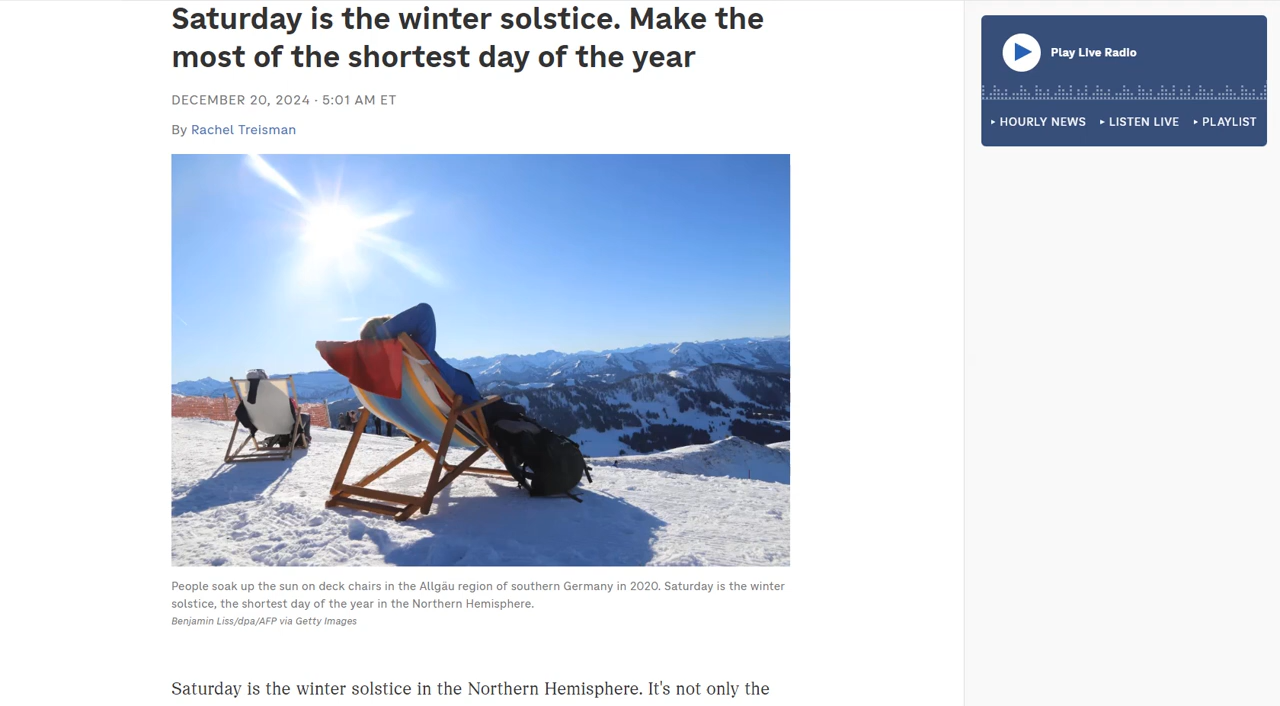 Saturday is the winter solstice. Make the
most of the shortest day of the year
DECEMBER 20, 2024 · 5:01 AM ET
By Rachel Treisman
People soak up the sun on deck chairs in the Allgäu region of southern Germany in 2020. Saturday is the winter
solstice, the shortest day of the year in the Northern Hemisphere.
Benjamin Liss/dpa/AFP via Getty Images
Saturday is the winter solstice in the Northern Hemisphere. It's not only the
Play Live Radio
HOURLY NEWS
LISTEN LIVE
PLAYLIST